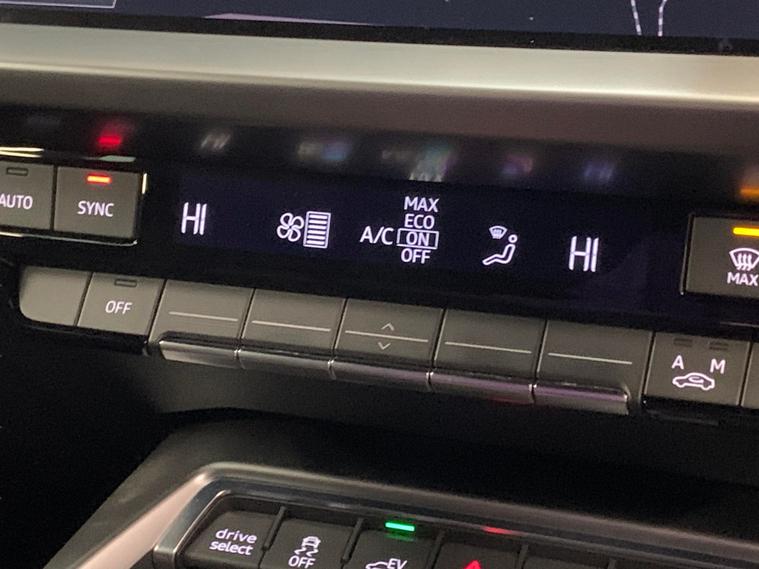 AUTO
SYNC
HI
A/C
MAX
ECO
ON
OFF
HI
MAX
OFF
A M
drive
select
OFF
EV